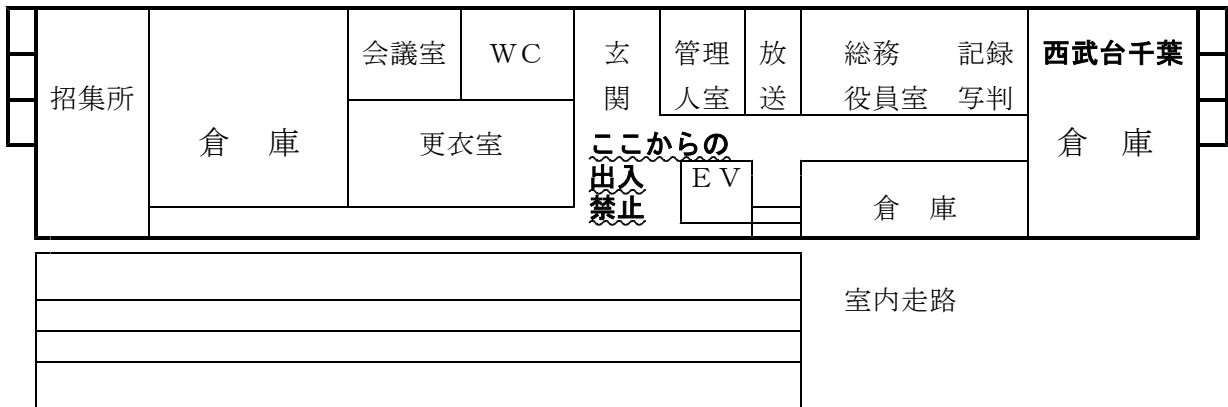 会議室 ＷＣ 玄 管理 放 総務 記録 西武台千葉
招集所 関 人室 送 役員室 写判
倉 庫 更衣室 ここからの 倉 庫
出入 ＥＶ
禁止 倉 庫
室内走路